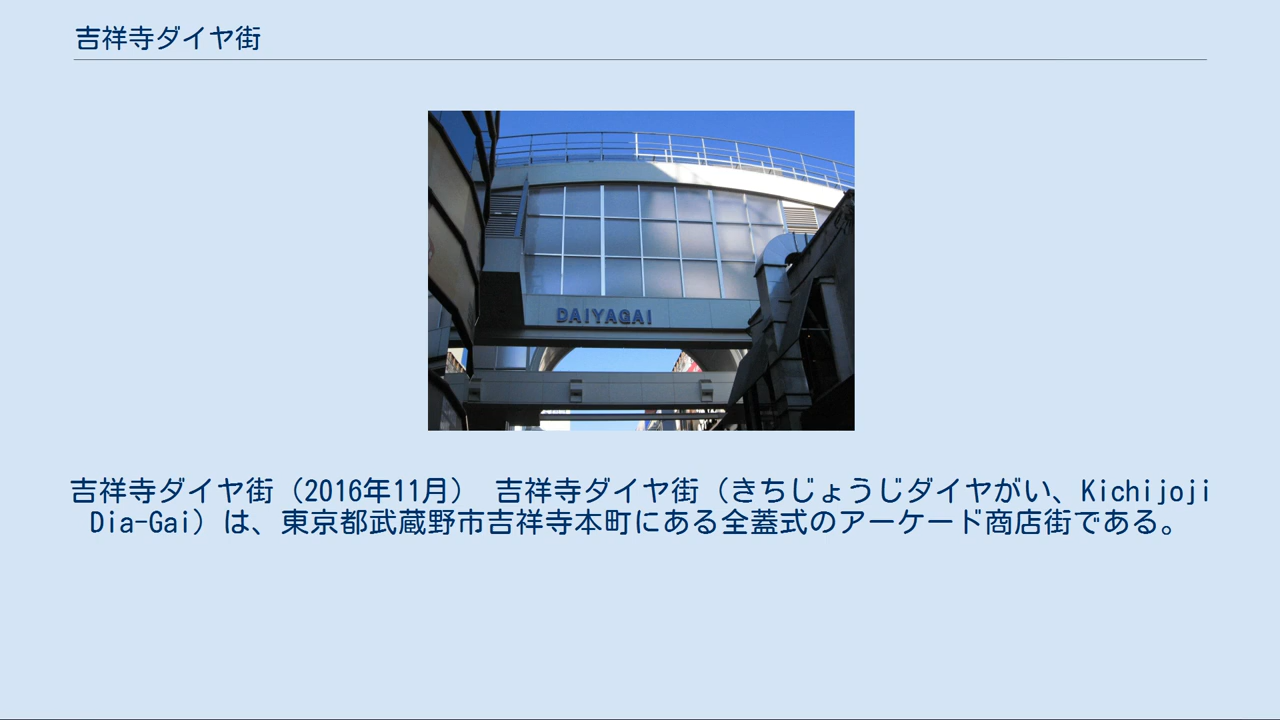 吉祥寺ダイヤ街
DAIYAGAI
吉祥寺ダイヤ街（2016年11月） 吉祥寺ダイヤ街（きちじょうじダイヤがい、Kichijoji
Dia-Gai）は、東京都武蔵野市吉祥寺本町にある全蓋式のアーケード商店街である。